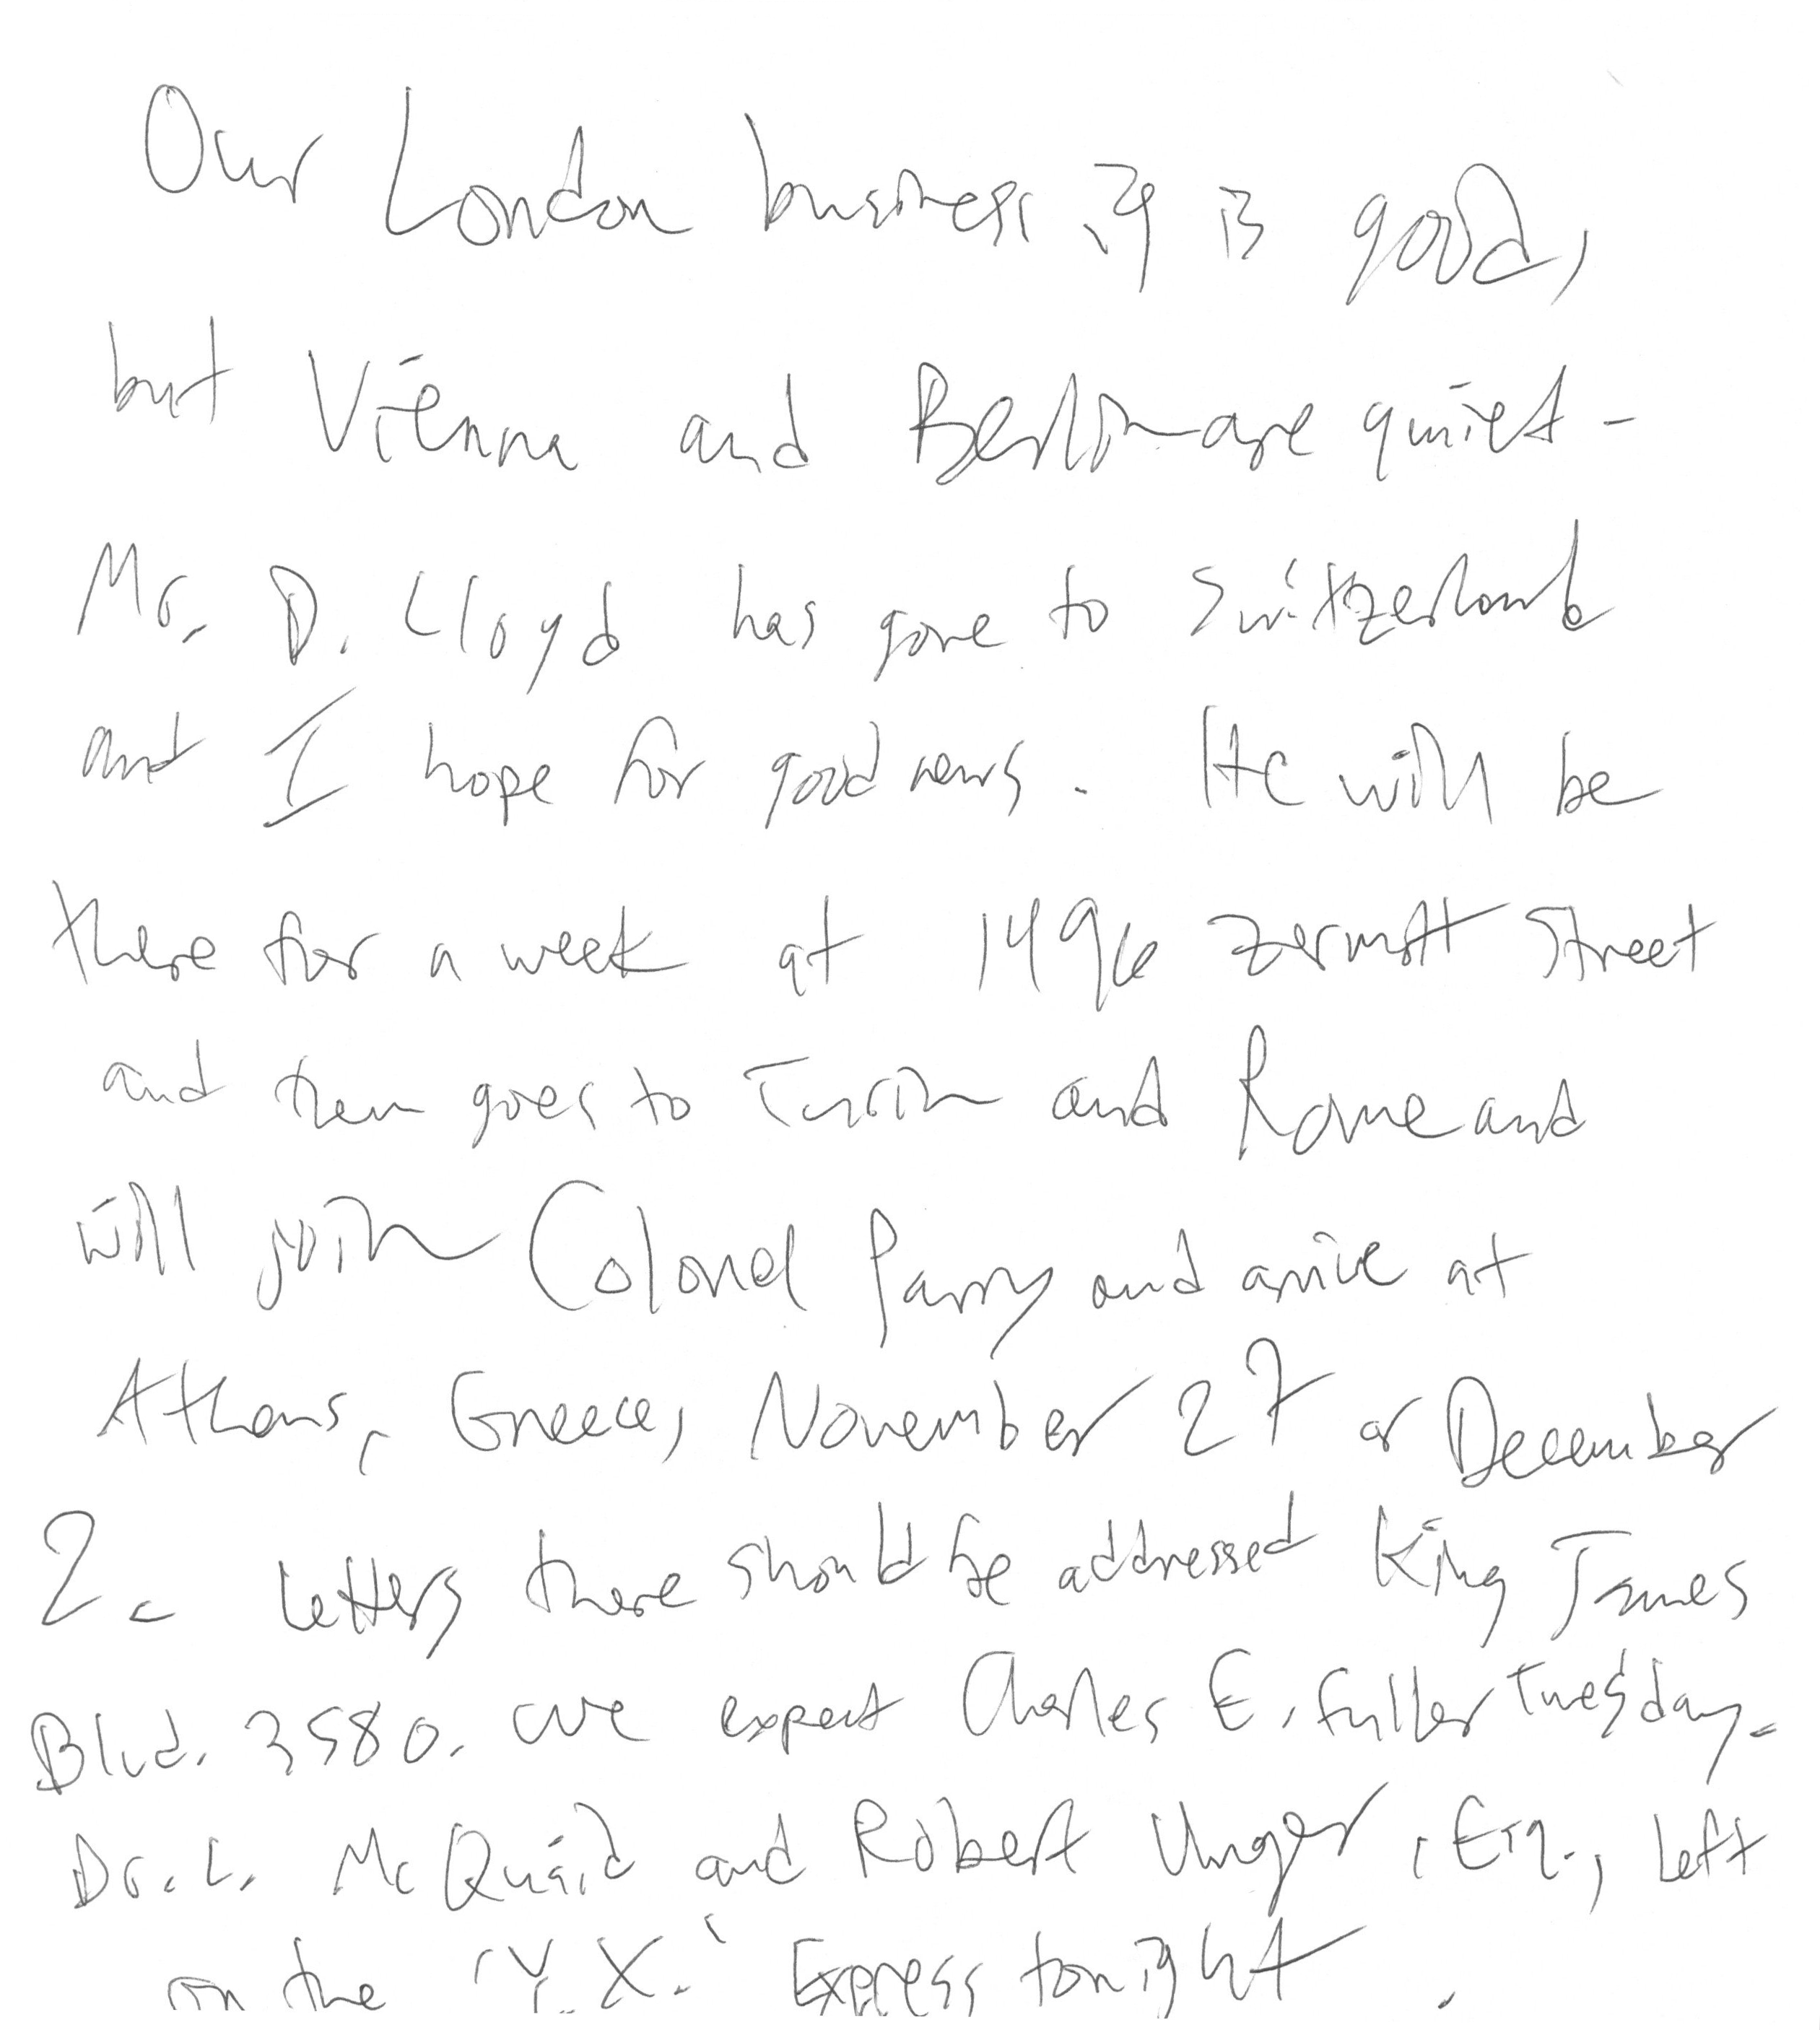 Our London business is is good,
but Vienna and Berlin are quiet -
Mr. D. Lloyd has gone to Switzerland
and I hope for good news. He will be
there for a week at 1496 Zermott Street
and then goes to Turin and Rome and
will join Colonel Parry and arrive at
Athens, Greece, November 27 or December
2. Letters there should be addressed King James
Blvd. 3580. We expect Charles E. Fuller Tuesday.
Dr. L. McQuaid and Robert Unger, Esq., left
on the 'Y.X.' Express tonight.